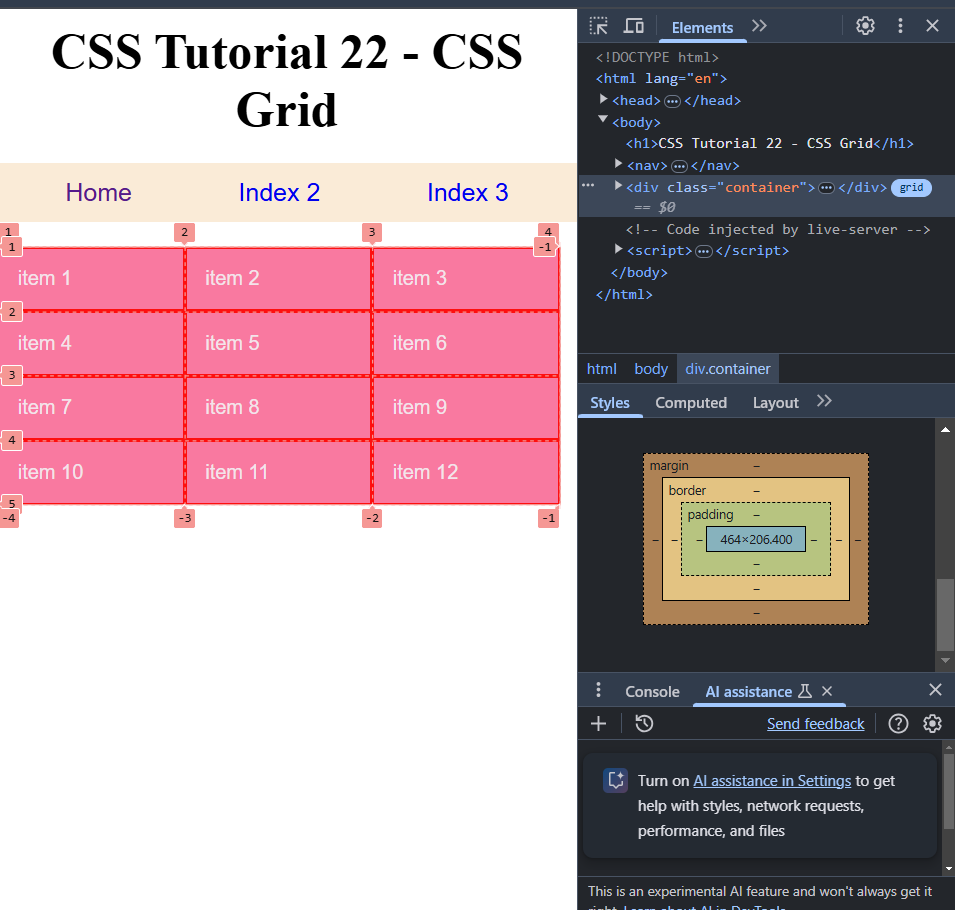 CSS Tutorial 22 - CSS
Grid
Home Index 2 Index 3
1 2 3 4
1 -1
item 1 item 2 item 3
2
item 4 item 5 item 6
3
item 7 item 8 item 9
4
item 10 item 11 item 12
5
-4 -3 -2 -1
Elements
<!DOCTYPE html>
<html lang="en">
<head> ⋯ </head>
<body>
<h1>CSS Tutorial 22 - CSS Grid</h1>
<nav> ⋯ </nav>
<div class="container"> ⋯ </div> grid
== $0
<!-- Code injected by live-server -->
<script> ⋯ </script>
</body>
</html>
html body div.container
Styles Computed Layout
margin –
border –
padding –
– – – 464×206.400 – – –
–
–
–
Console AI assistance
Send feedback
Turn on AI assistance in Settings to get
help with styles, network requests,
performance, and files
This is an experimental AI feature and won't always get it
right. Learn about AI in DevTools